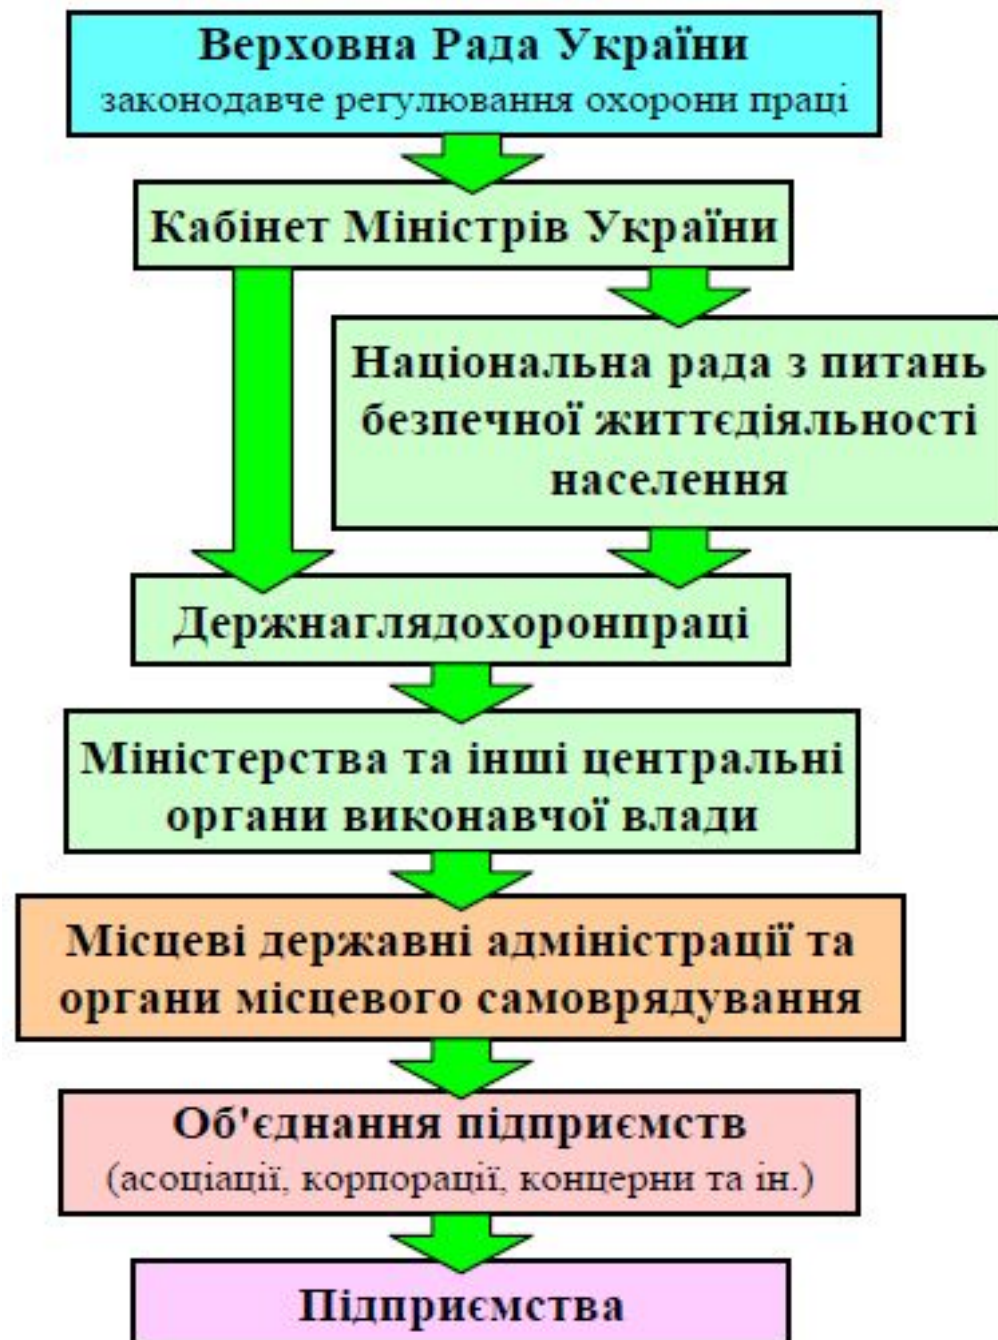 Верховна Рада України
законодавче регулювання охорони праці
Кабінет Міністрів України
Національна рада з питань
безпечної життєдіяльності
населення
Держнаглядохоронпраці
Міністерства та інші центральні
органи виконавчої влади
Місцеві державні адміністрації та
органи місцевого самоврядування
Об'єднання підприємств
(асоціації, корпорації, концерни та ін.)
Підприємства